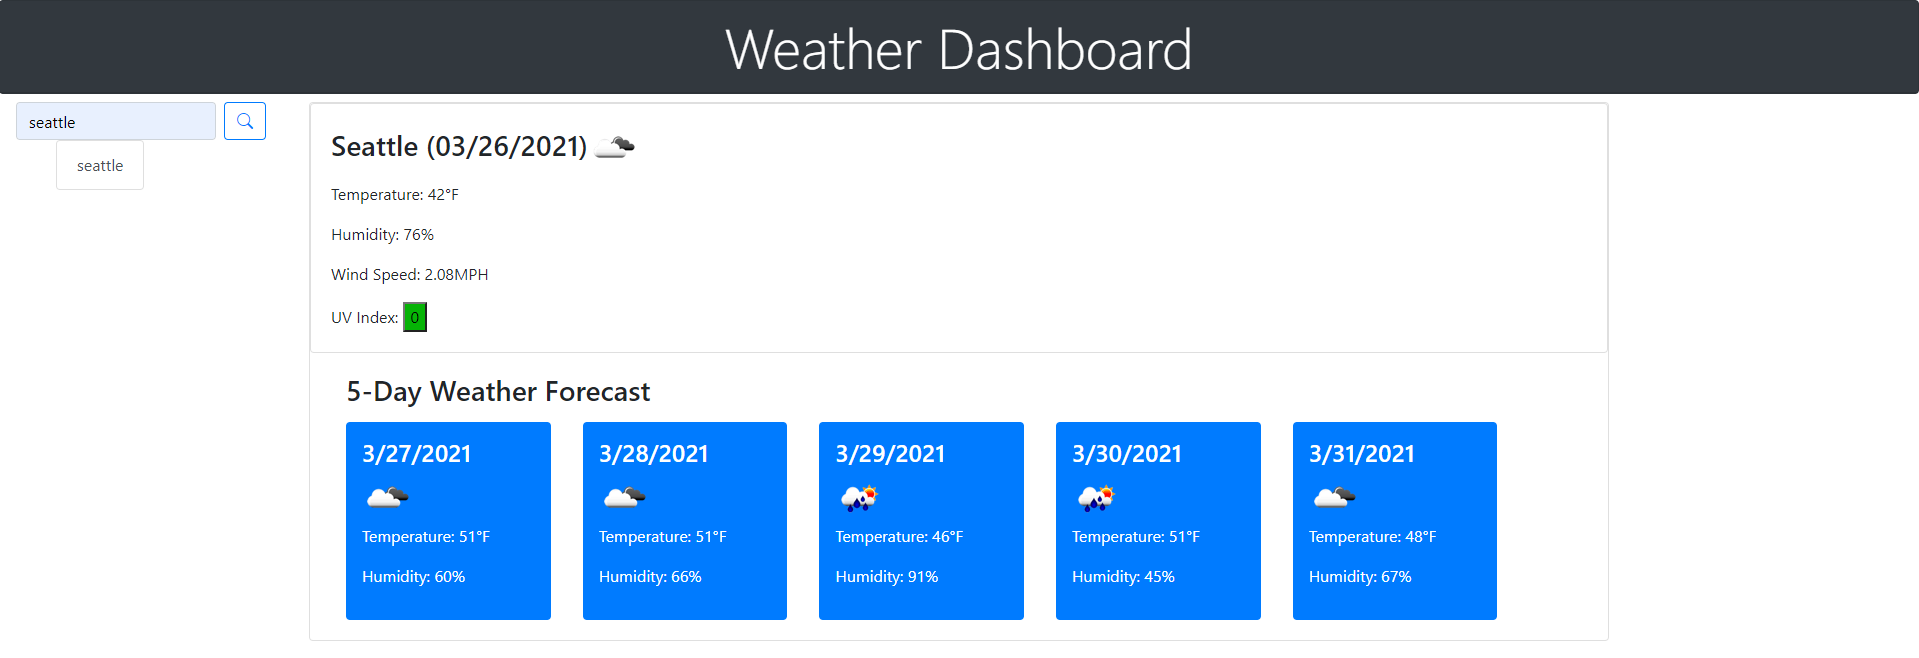 Weather Dashboard
seattle
seattle
Seattle (03/26/2021)
Temperature: 42°F
Humidity: 76%
Wind Speed: 2.08MPH
UV Index: 0
5-Day Weather Forecast
3/27/2021
Temperature: 51°F
Humidity: 60%
3/28/2021
Temperature: 51°F
Humidity: 66%
3/29/2021
Temperature: 46°F
Humidity: 91%
3/30/2021
Temperature: 51°F
Humidity: 45%
3/31/2021
Temperature: 48°F
Humidity: 67%